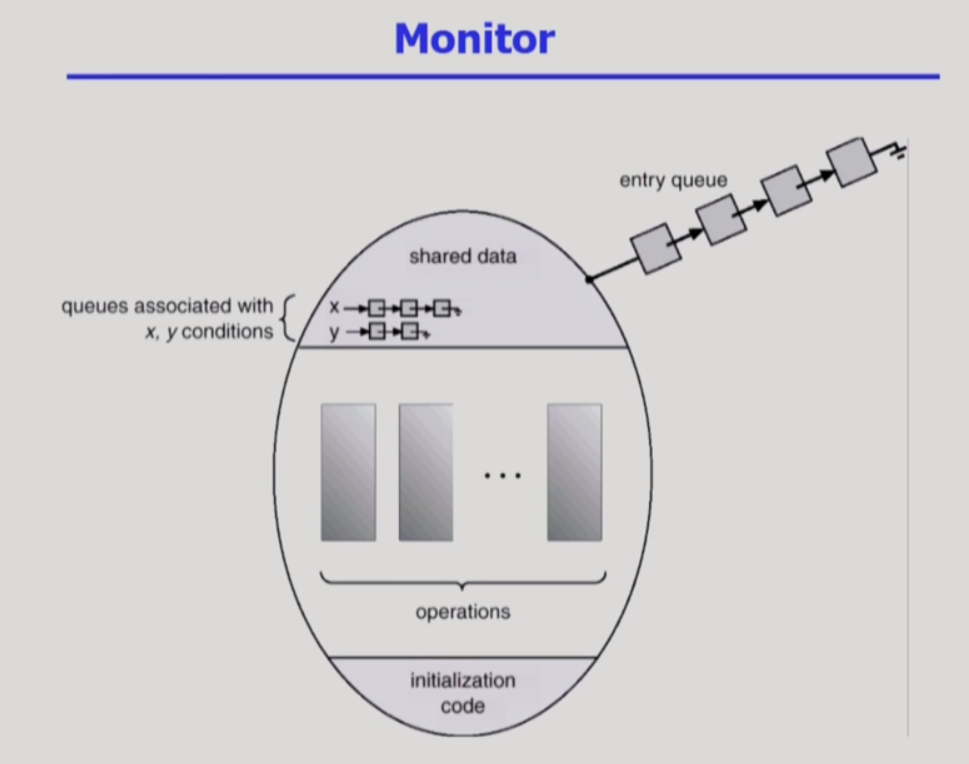 Monitor
entry queue
shared data
queues associated with
x, y conditions
x
y
...
operations
initialization
code